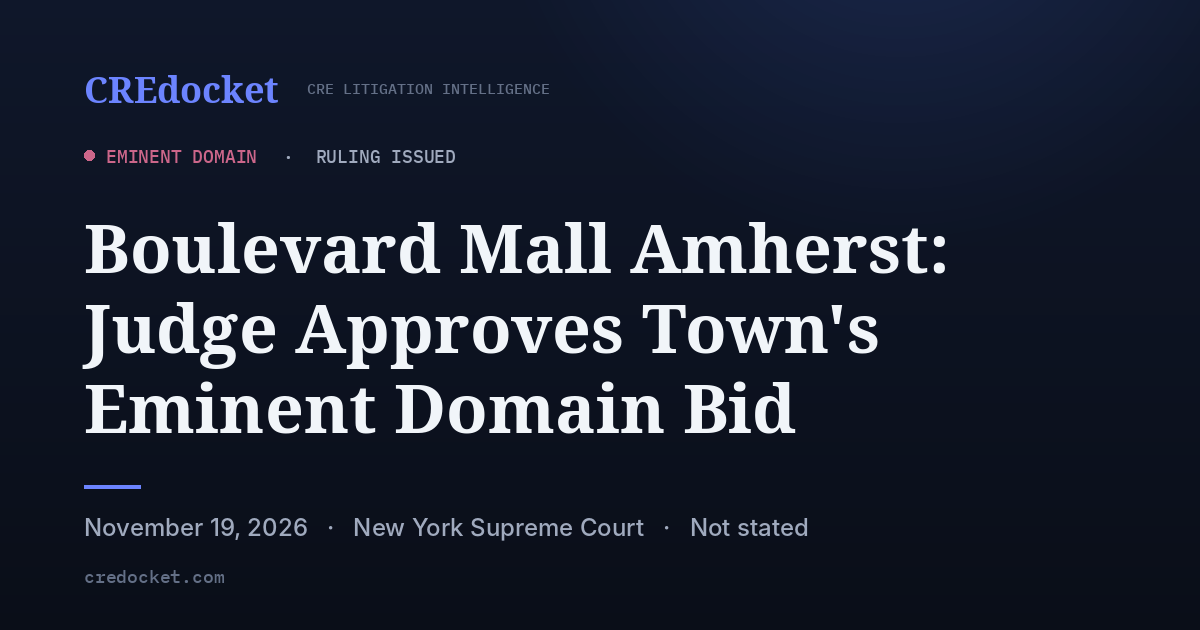 CREdocket CRE LITIGATION INTELLIGENCE
EMINENT DOMAIN · RULING ISSUED
Boulevard Mall Amherst:
Judge Approves Town's
Eminent Domain Bid
November 19, 2026 · New York Supreme Court · Not stated
credocket.com